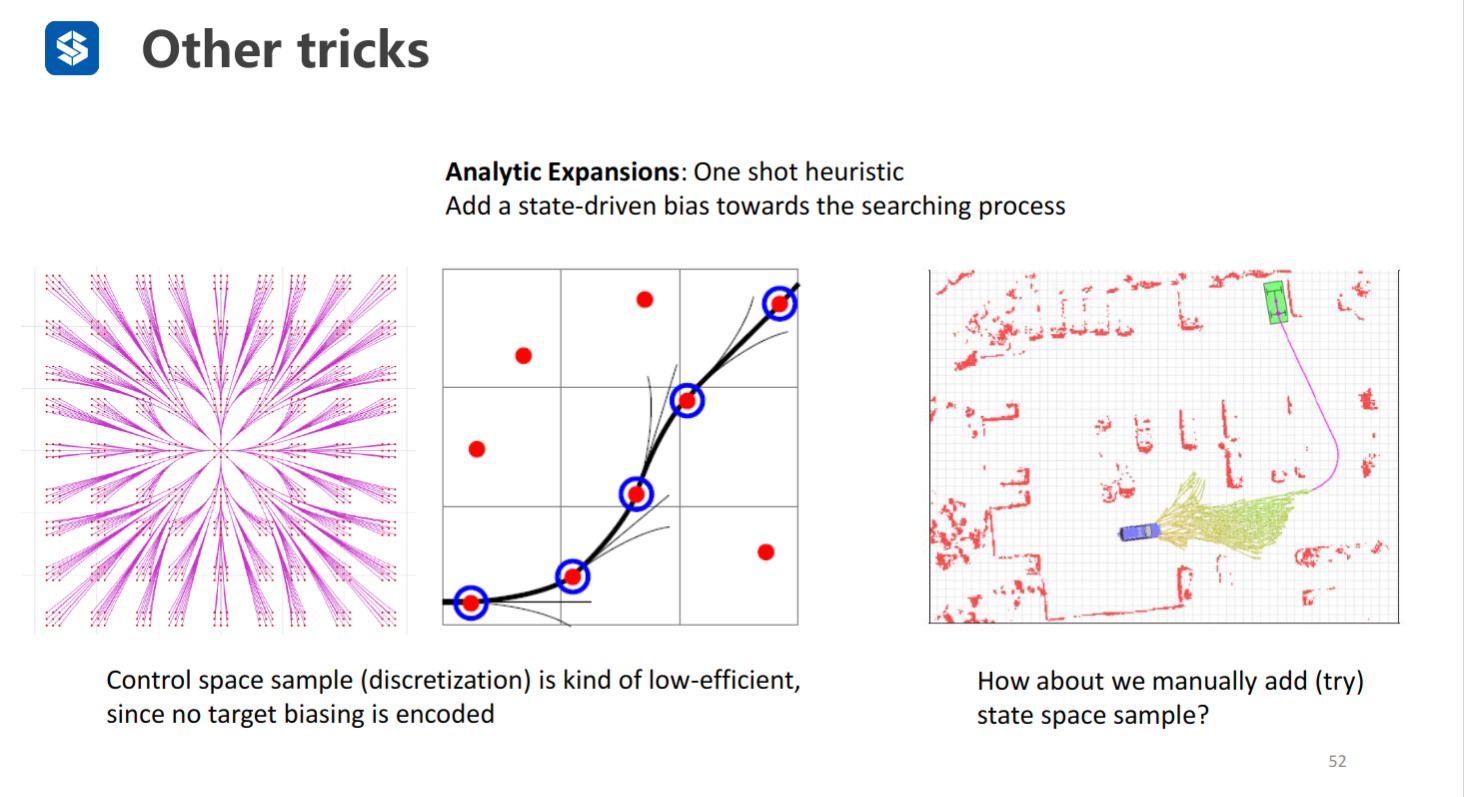 Other tricks
Analytic Expansions: One shot heuristic
Add a state-driven bias towards the searching process
Control space sample (discretization) is kind of low-efficient,
since no target biasing is encoded
How about we manually add (try)
state space sample?
52